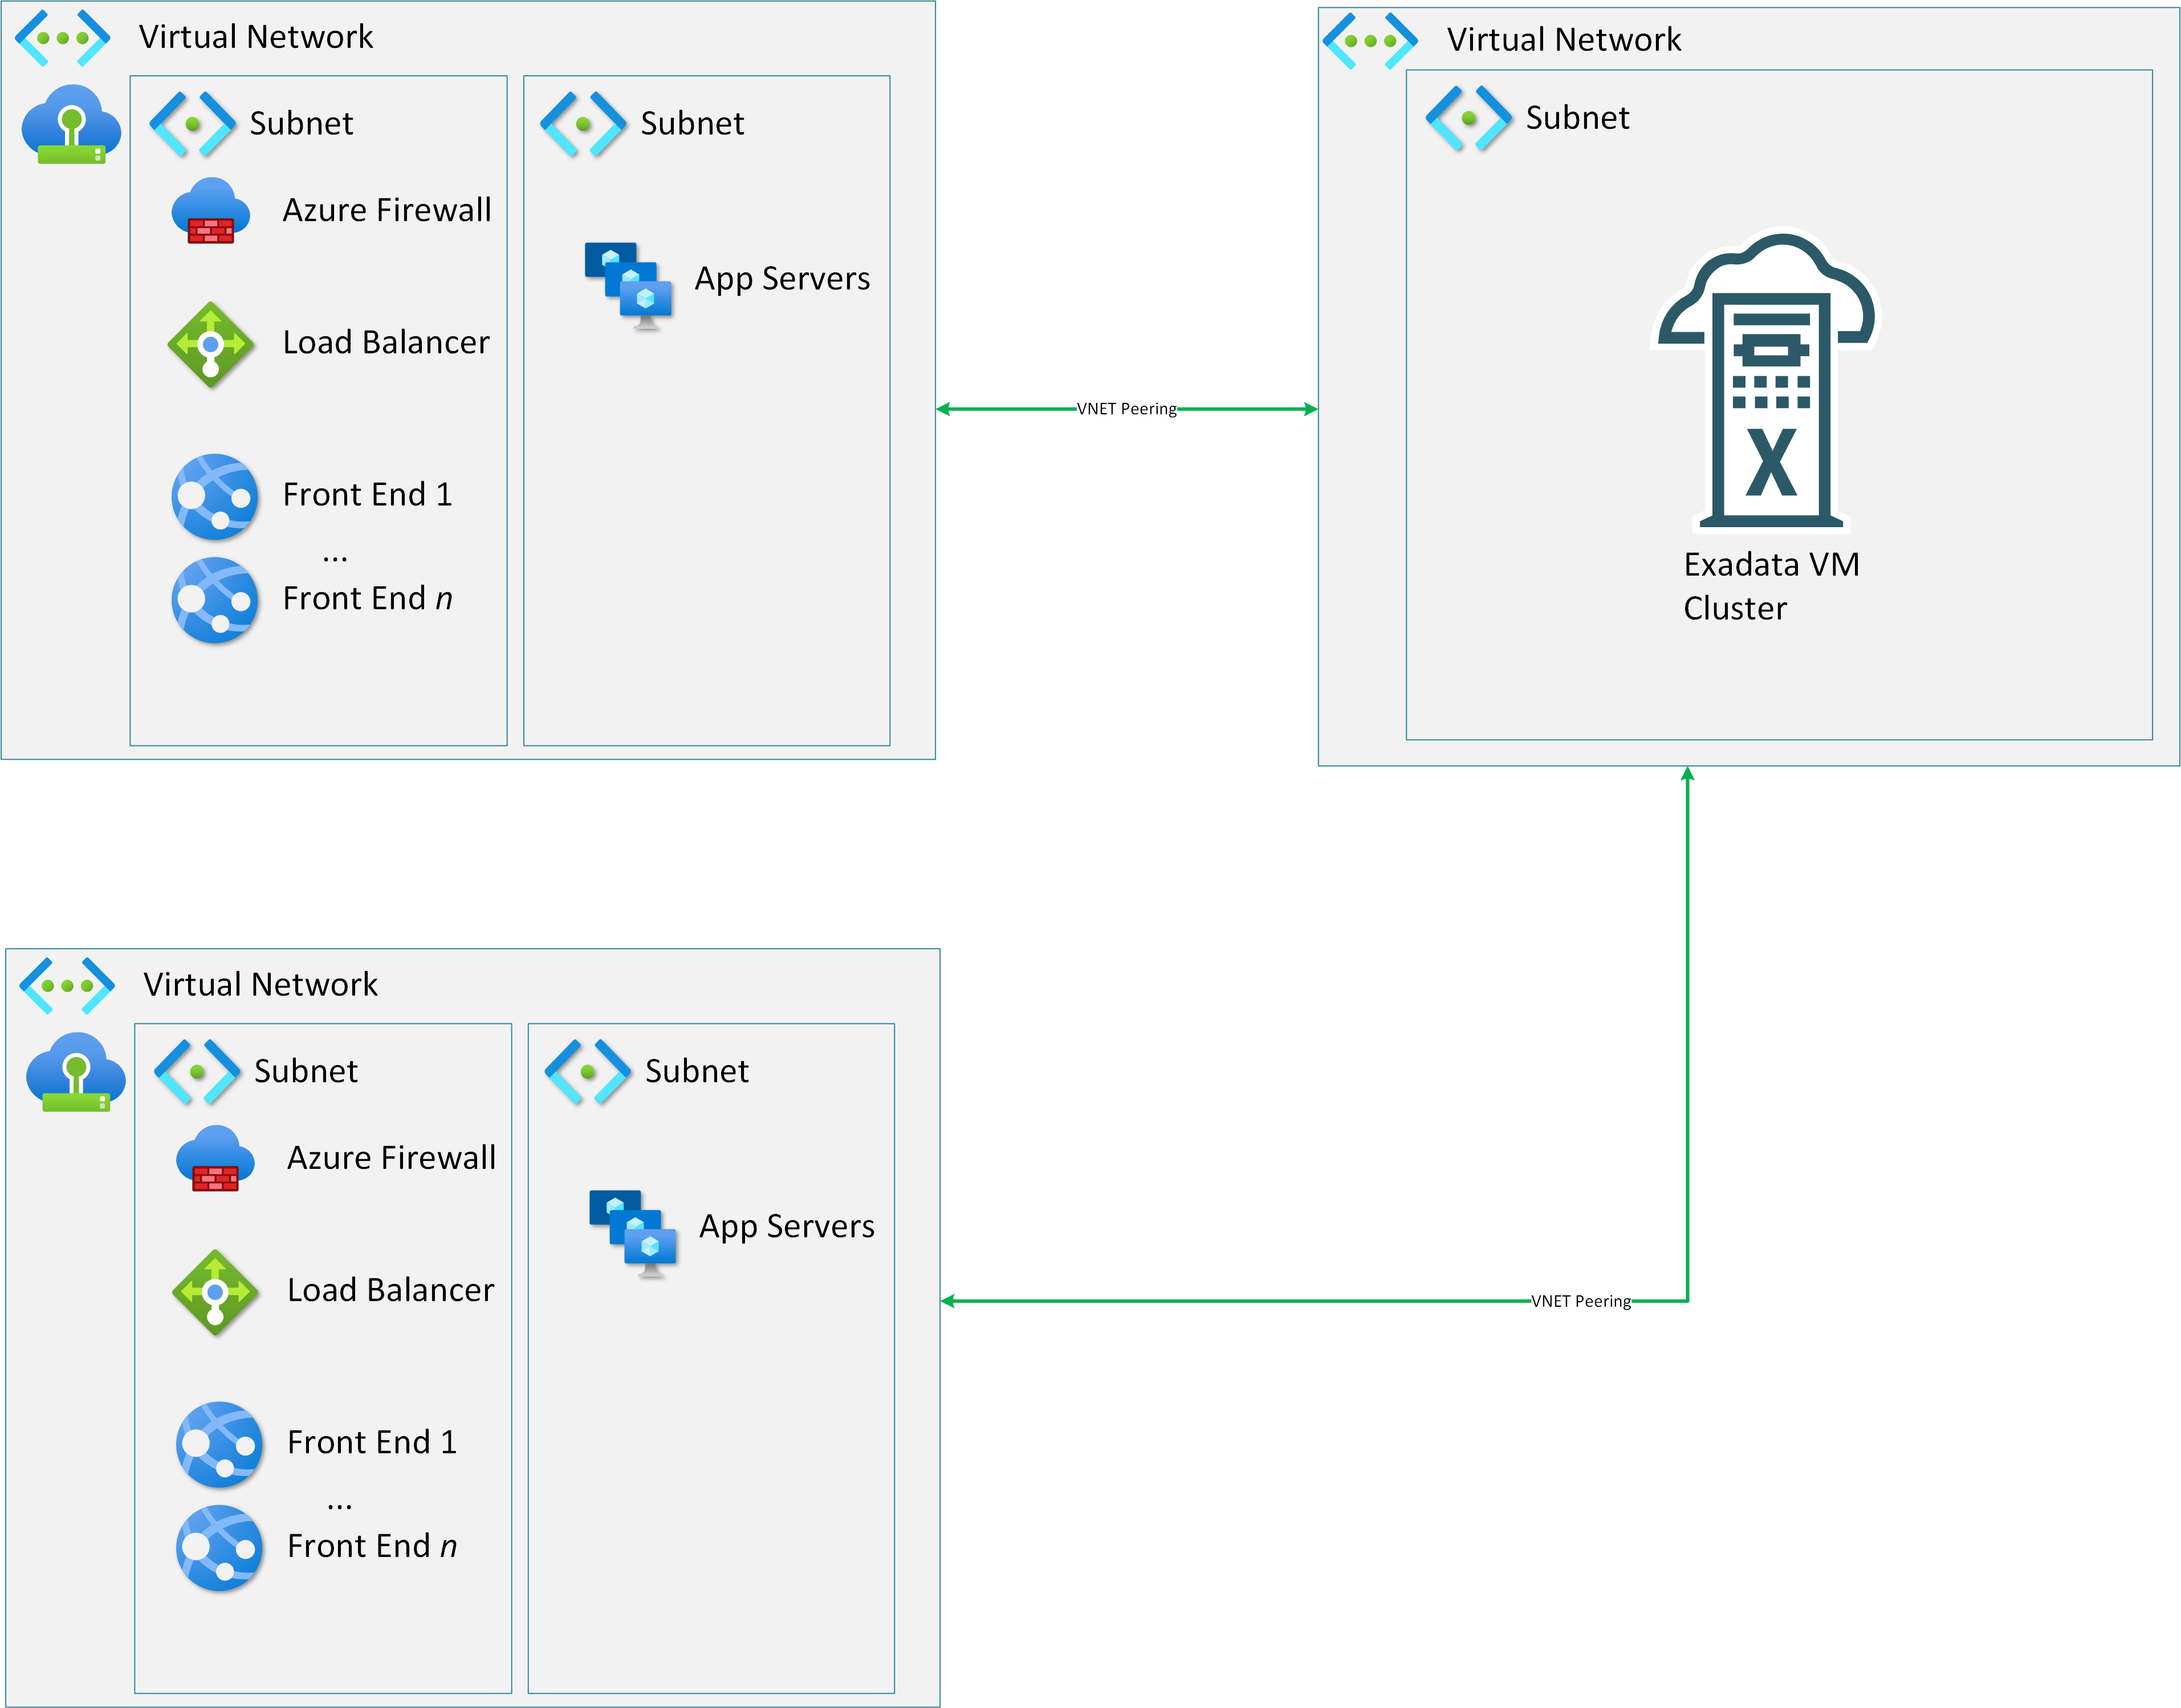 Virtual Network
Subnet
Azure Firewall
Load Balancer
Front End 1
...
Front End n
Subnet
App Servers
VNET Peering
Virtual Network
Subnet
Exadata VM
Cluster
Virtual Network
Subnet
Azure Firewall
Load Balancer
Front End 1
...
Front End n
Subnet
App Servers
VNET Peering